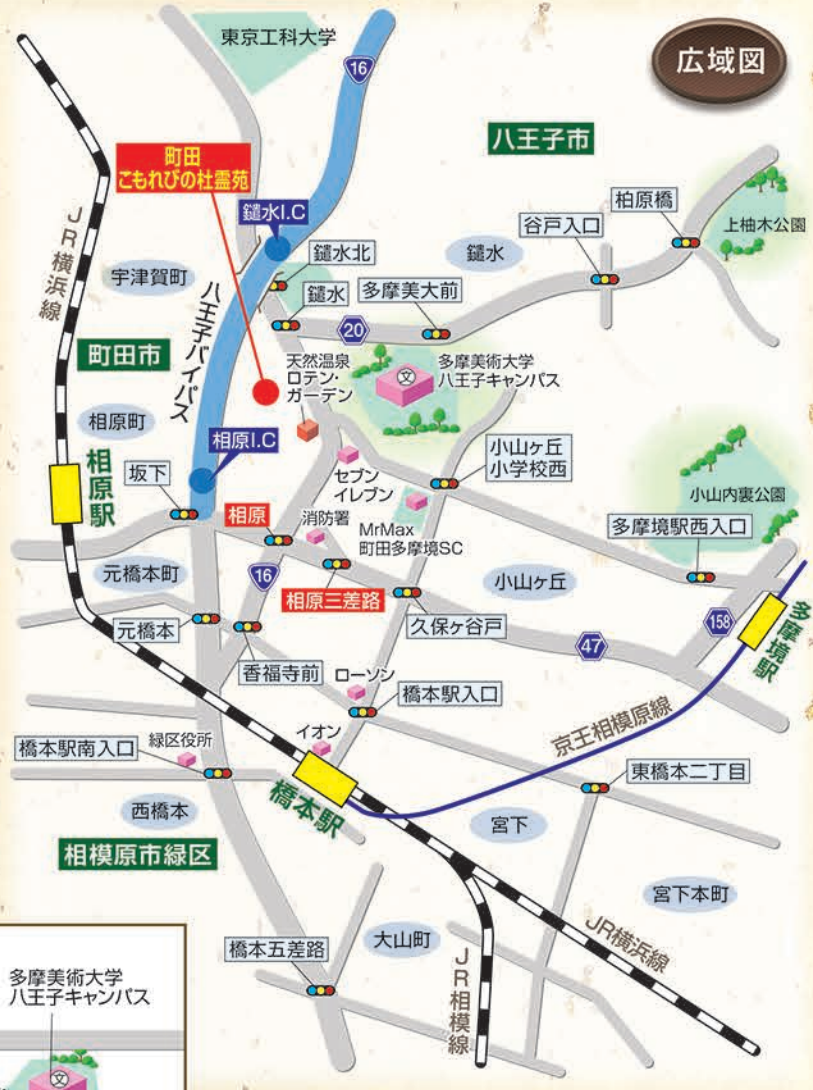 東京工科大学
16
広域図
八王子市
町田
こもれびの杜霊苑
鑓水I.C
柏原橋
谷戸入口
上柚木公園
鑓水北
鑓水
JR横浜線
宇津貫町
鑓水
多摩美大前
八王子バイパス
20
町田市
天然温泉
ロテン・
ガーデン
多摩美術大学
八王子キャンパス
文
相原町
相原I.C
小山ヶ丘
小学校西
坂下
相原駅
セブン
イレブン
小山内裏公園
相原
消防署
MrMax
町田多摩境SC
多摩境駅西入口
元橋本町
16
相原三差路
小山ヶ丘
多摩境駅
158
元橋本
久保ヶ谷戸
47
香福寺前
ローソン
橋本駅入口
京王相模原線
橋本駅南入口
緑区役所
イオン
東橋本二丁目
橋本駅
西橋本
宮下
相模原市緑区
宮下本町
橋本五差路
大山町
JR相模線
JR横浜線
多摩美術大学
八王子キャンパス
文